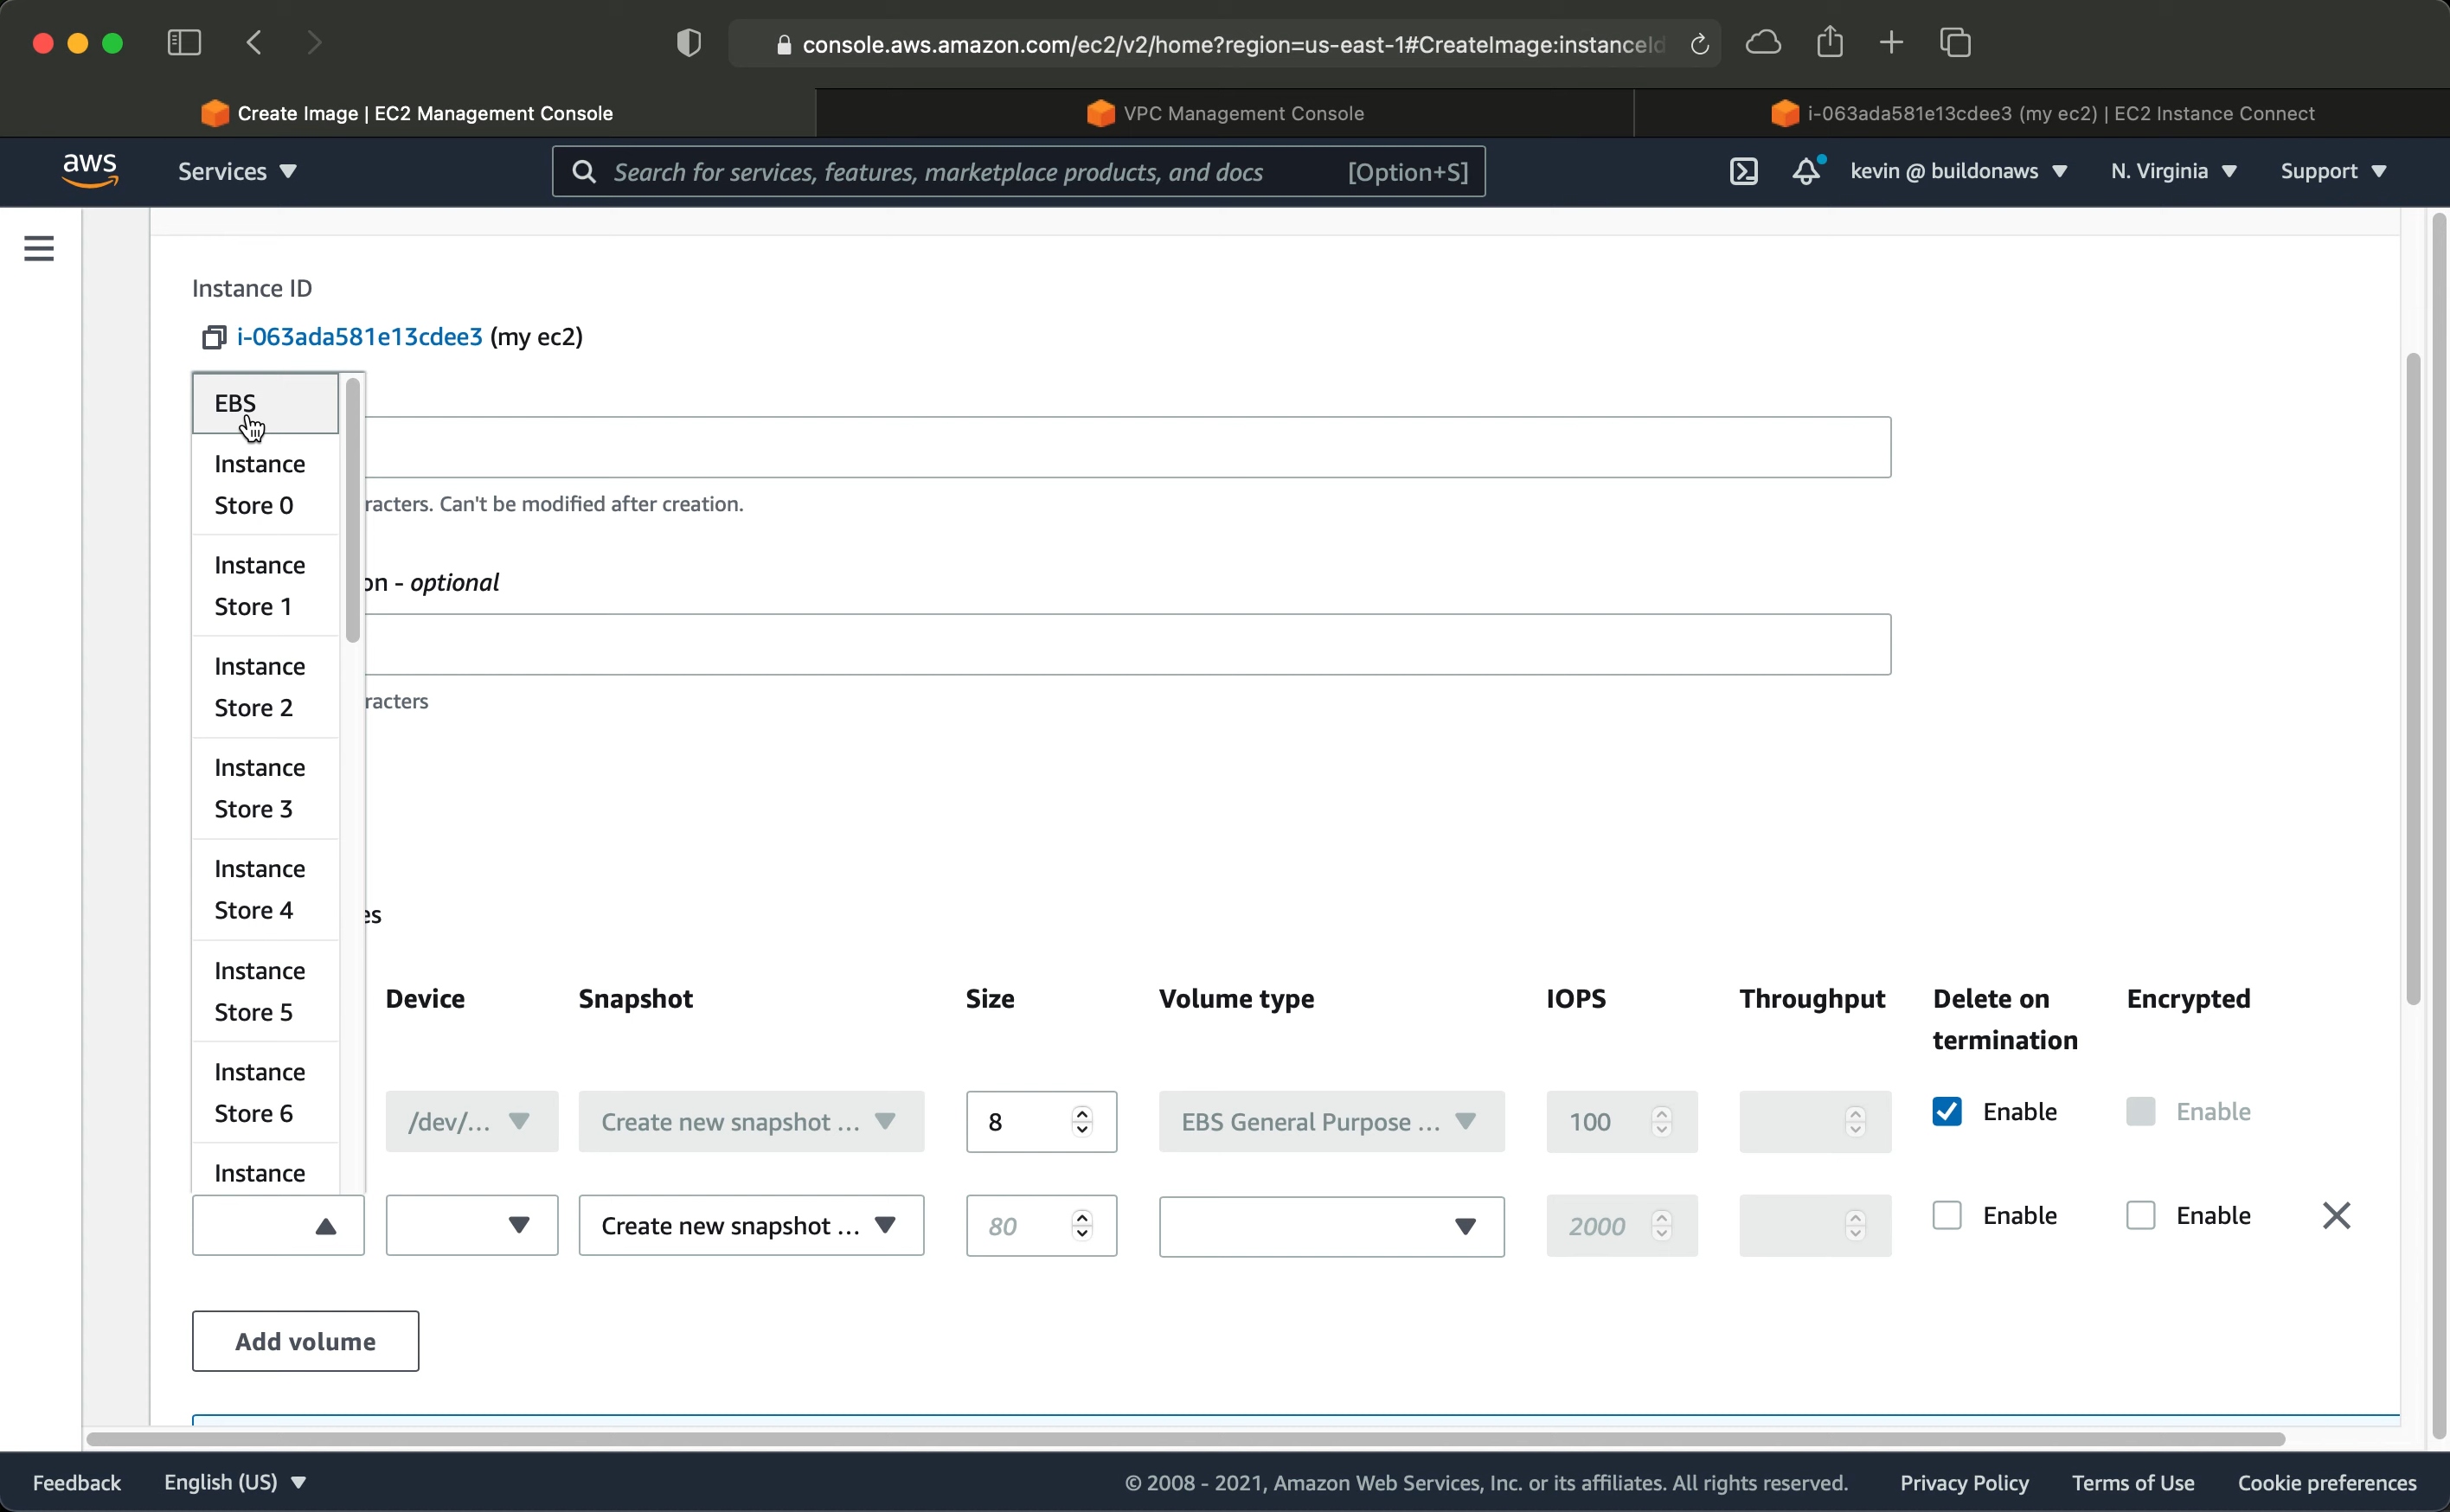 console.aws.amazon.com/ec2/v2/home?region=us-east-1#CreateImage:instanceId
Create Image | EC2 Management Console
VPC Management Console
i-063ada581e13cdee3 (my ec2) | EC2 Instance Connect
aws
Services
Search for services, features, marketplace products, and docs
[Option+S]
kevin @ buildonaws
N. Virginia
Support
Instance ID
i-063ada581e13cdee3 (my ec2)
EBS
Instance
Store 0
racters. Can't be modified after creation.
Instance
Store 1
on - optional
Instance
Store 2
racters
Instance
Store 3
Instance
Store 4
es
Instance
Store 5
Instance
Store 6
Instance
Device
Snapshot
Size
Volume type
IOPS
Throughput
Delete on
termination
Encrypted
/dev/...
Create new snapshot ...
8
EBS General Purpose ...
100
Enable
Enable
Create new snapshot ...
80
2000
Enable
Enable
Add volume
Feedback
English (US)
© 2008 - 2021, Amazon Web Services, Inc. or its affiliates. All rights reserved.
Privacy Policy
Terms of Use
Cookie preferences